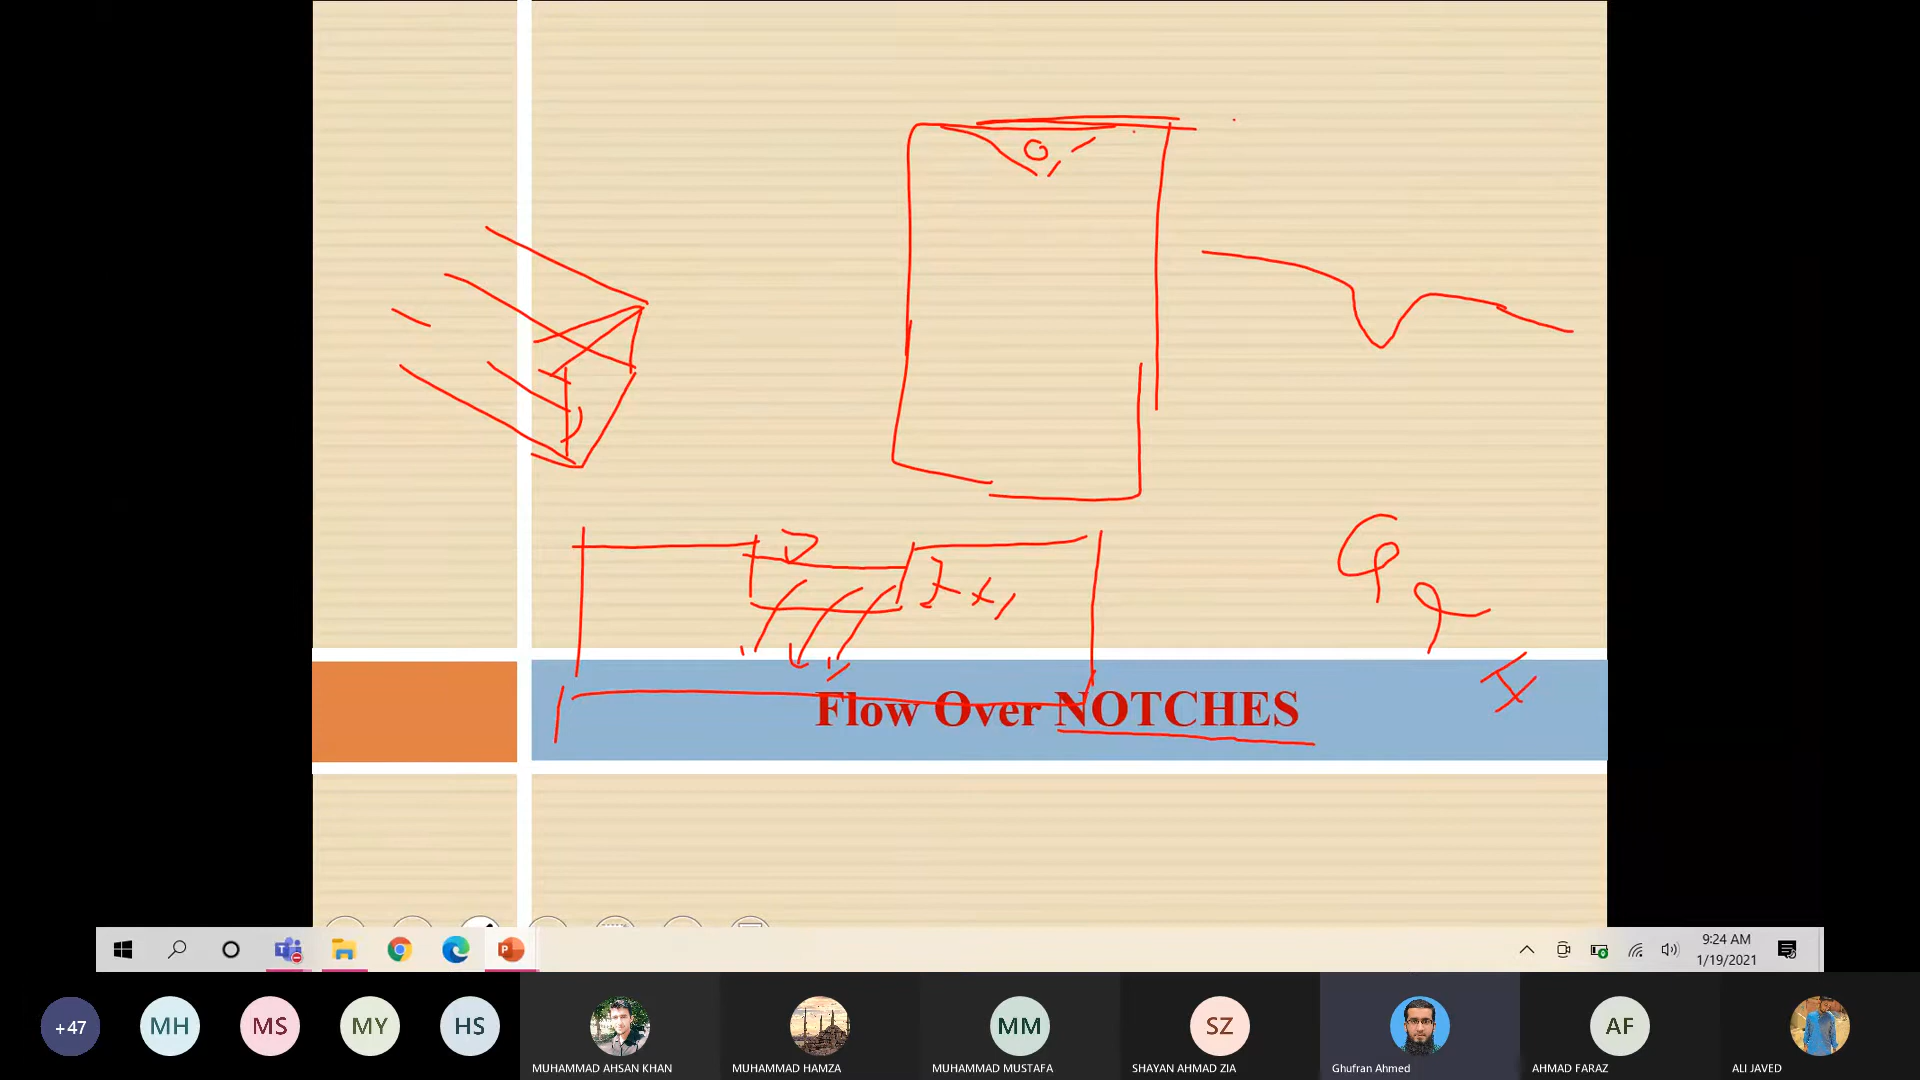 Flow Over NOTCHES
9:24 AM
1/19/2021
+47
MH
MS
MY
HS
MM
SZ
AF
MUHAMMAD AHSAN KHAN
MUHAMMAD HAMZA
MUHAMMAD MUSTAFA
SHAYAN AHMAD ZIA
Ghufran Ahmed
AHMAD FARAZ
ALI JAVED